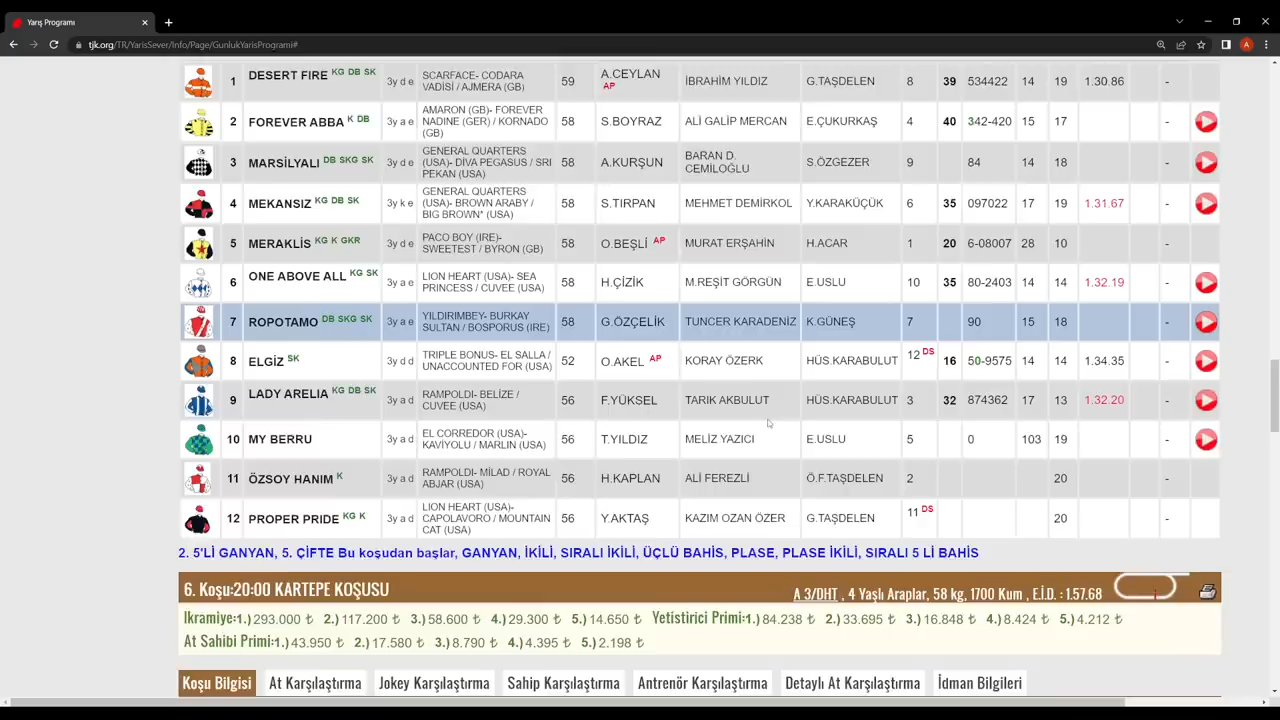 Yarış Programı
tjk.org/TR/YarisSever/Info/Page/GunlukYarisProgrami#
A
1 DESERT FIRE KG DB SK 3y d e SCARFACE- CODARA VADİSİ / AJMERA (GB) 59 A.CEYLAN AP İBRAHİM YILDIZ G.TAŞDELEN 8 39 534422 14 19 1.30.86 -
2 FOREVER ABBA K DB 3y a e AMARON (GB)- FOREVER NADINE (GER) / KORNADO (GB) 58 S.BOYRAZ ALİ GALİP MERCAN E.ÇUKURKAŞ 4 40 342-420 15 17 -
3 MARSİLYALI DB SKG SK 3y d e GENERAL QUARTERS (USA)- DİVA PEGASUS / SRI PEKAN (USA) 58 A.KURŞUN BARAN D. CEMİLOĞLU S.ÖZGEZER 9 84 14 18 -
4 MEKANSIZ KG DB SK 3y k e GENERAL QUARTERS (USA)- BROWN ARABY / BIG BROWN* (USA) 58 S.TIRPAN MEHMET DEMİRKOL Y.KARAKÜÇÜK 6 35 097022 17 19 1.31.67 -
5 MERAKLİS KG K GKR 3y d e PACO BOY (IRE)- SWEETEST / BYRON (GB) 58 O.BEŞLİ AP MURAT ERŞAHİN H.ACAR 1 20 6-08007 28 10 -
6 ONE ABOVE ALL KG SK 3y a e LION HEART (USA)- SEA PRINCESS / CUVEE (USA) 58 H.ÇİZİK M.REŞİT GÖRGÜN E.USLU 10 35 80-2403 14 14 1.32.19 -
7 ROPOTAMO DB SKG SK 3y a e YILDIRIMBEY- BURKAY SULTAN / BOSPORUS (IRE) 58 G.ÖZÇELİK TUNCER KARADENİZ K.GÜNEŞ 7 90 15 18 -
8 ELGİZ SK 3y d d TRIPLE BONUS- EL SALLA / UNACCOUNTED FOR (USA) 52 O.AKEL AP KORAY ÖZERK HÜS.KARABULUT 12 DS 16 50-9575 14 14 1.34.35 -
9 LADY ARELIA KG DB SK 3y a d RAMPOLDI- BELİZE / CUVEE (USA) 56 F.YÜKSEL TARIK AKBULUT HÜS.KARABULUT 3 32 874362 17 13 1.32.20 -
10 MY BERRU 3y a d EL CORREDOR (USA)- KAVİYOLU / MARLIN (USA) 56 T.YILDIZ MELİZ YAZICI E.USLU 5 0 103 19 -
11 ÖZSOY HANIM K 3y a d RAMPOLDI- MİLAD / ROYAL ABJAR (USA) 56 H.KAPLAN ALİ FEREZLİ Ö.F.TAŞDELEN 2 20 -
12 PROPER PRIDE KG K 3y a d LION HEART (USA)- CAPOLAVORO / MOUNTAIN CAT (USA) 56 Y.AKTAŞ KAZIM OZAN ÖZER G.TAŞDELEN 11 DS 20 -
2. 5'Lİ GANYAN, 5. ÇİFTE Bu koşudan başlar, GANYAN, İKİLİ, SIRALI İKİLİ, ÜÇLÜ BAHİS, PLASE, PLASE İKİLİ, SIRALI 5 Lİ BAHİS
6. Koşu:20:00 KARTEPE KOŞUSU A 3/DHT , 4 Yaşlı Araplar, 58 kg, 1700 Kum , E.İ.D. : 1.57.68
Ikramiye:1.) 293.000 ₺ 2.) 117.200 ₺ 3.) 58.600 ₺ 4.) 29.300 ₺ 5.) 14.650 ₺ Yetistirici Primi:1.) 84.238 ₺ 2.) 33.695 ₺ 3.) 16.848 ₺ 4.) 8.424 ₺ 5.) 4.212 ₺
At Sahibi Primi:1.) 43.950 ₺ 2.) 17.580 ₺ 3.) 8.790 ₺ 4.) 4.395 ₺ 5.) 2.198 ₺
Koşu Bilgisi At Karşılaştırma Jokey Karşılaştırma Sahip Karşılaştırma Antrenör Karşılaştırma Detaylı At Karşılaştırma İdman Bilgileri